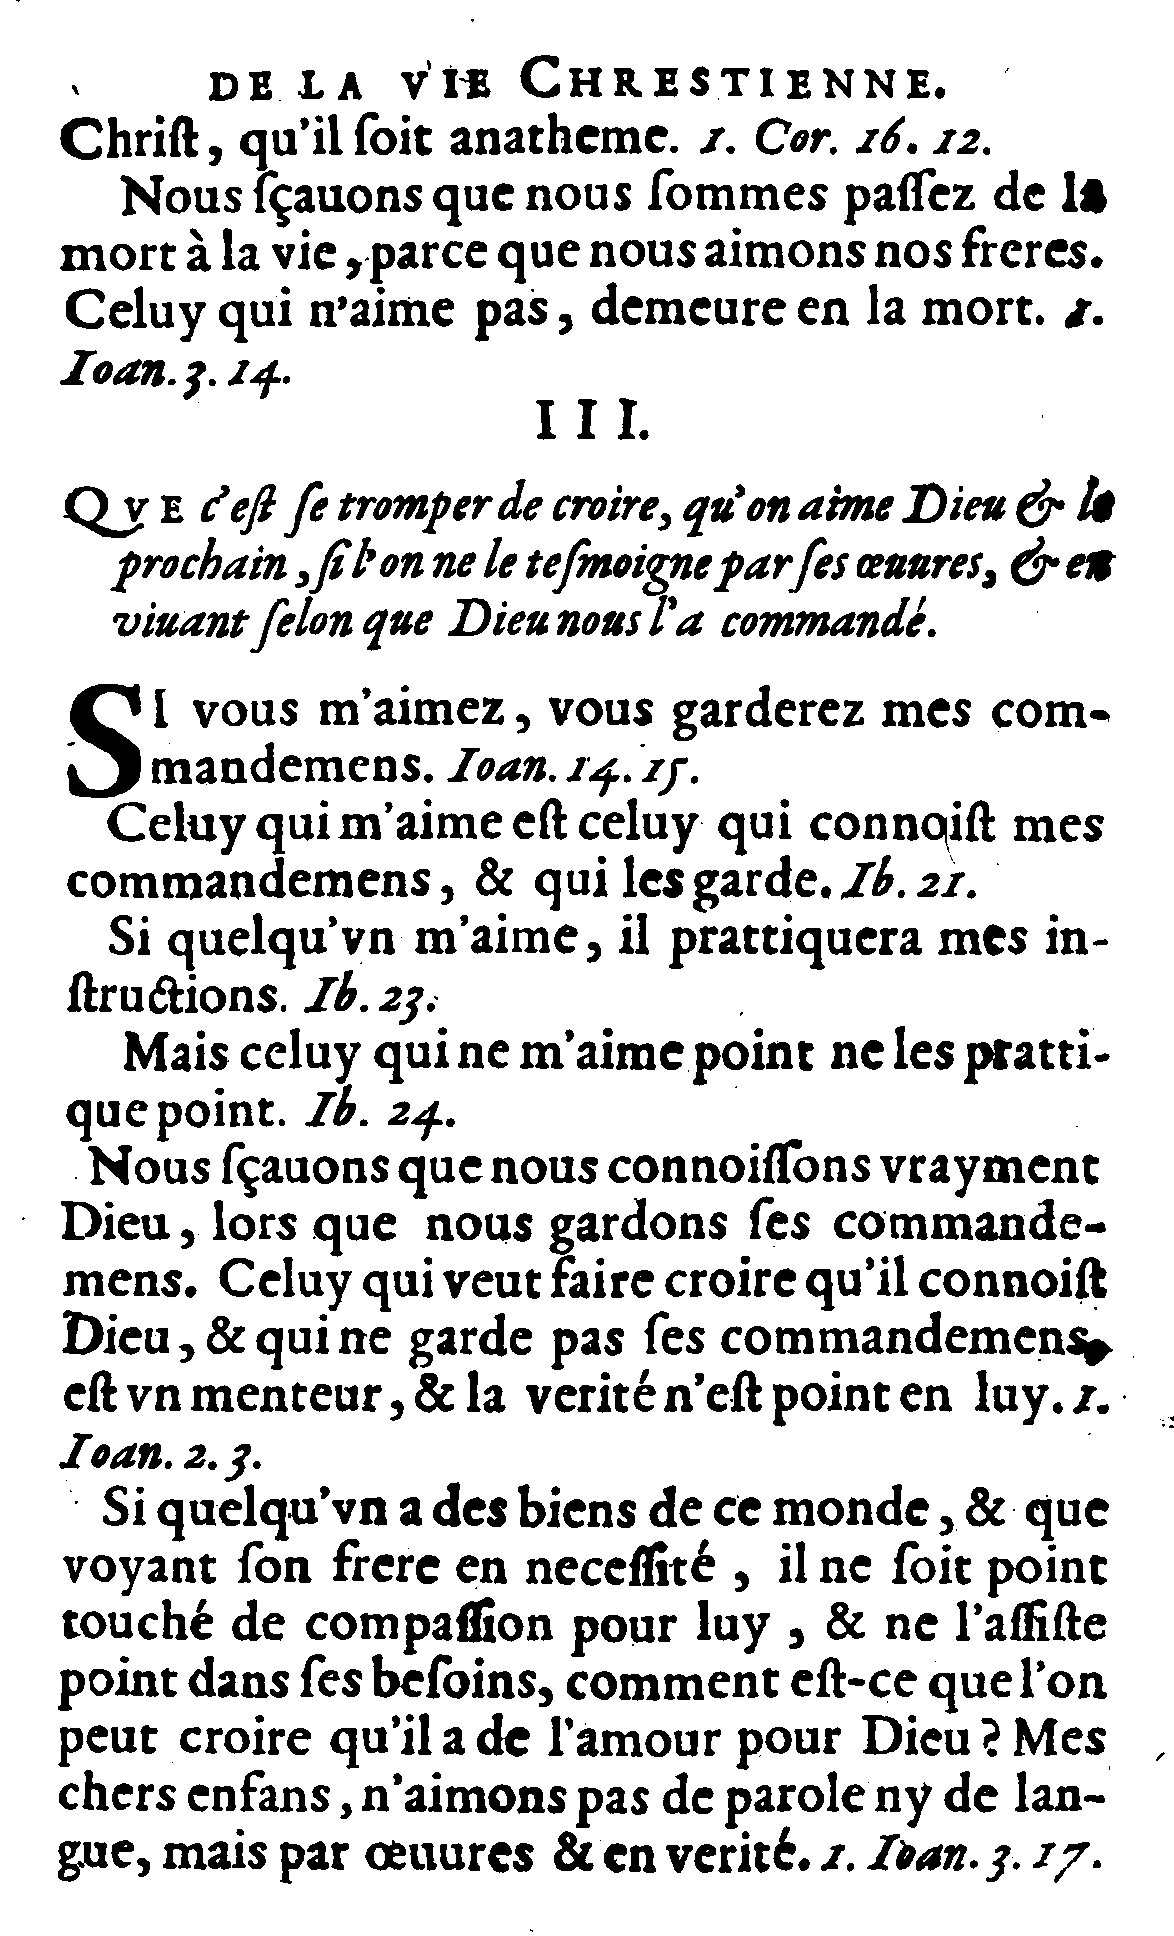 DE LA VIE CHRESTIENNE.
Chriſt, qu'il ſoit anatheme. 1. Cor. 16. 12.
Nous ſçauons que nous ſommes paſſez de la
mort à la vie, parce que nous aimons nos freres.
Celuy qui n'aime pas, demeure en la mort. 1.
Ioan. 3. 14.
III.
QVE c'eſt ſe tromper de croire, qu'on aime Dieu & le
prochain, ſi l'on ne le teſmoigne par ſes œuures, & en
viuant ſelon que Dieu nous l'a commandé.
SI vous m'aimez, vous garderez mes com-
mandemens. Ioan. 14. 15.
Celuy qui m'aime eſt celuy qui connoiſt mes
commandemens, & qui les garde. Ib. 21.
Si quelqu'vn m'aime, il prattiquera mes in-
ſtructions. Ib. 23.
Mais celuy qui ne m'aime point ne les pratti-
que point. Ib. 24.
Nous ſçauons que nous connoiſſons vrayment
Dieu, lors que nous gardons ſes commande-
mens. Celuy qui veut faire croire qu'il connoiſt
Dieu, & qui ne garde pas ſes commandemens,
eſt vn menteur, & la verité n'eſt point en luy. 1.
Ioan. 2. 3.
Si quelqu'vn a des biens de ce monde, & que
voyant ſon frere en neceſſité, il ne ſoit point
touché de compaſſion pour luy, & ne l'aſſiſte
point dans ſes beſoins, comment eſt-ce que l'on
peut croire qu'il a de l'amour pour Dieu? Mes
chers enfans, n'aimons pas de parole ny de lan-
gue, mais par œuures & en verité. 1. Ioan. 3. 17.